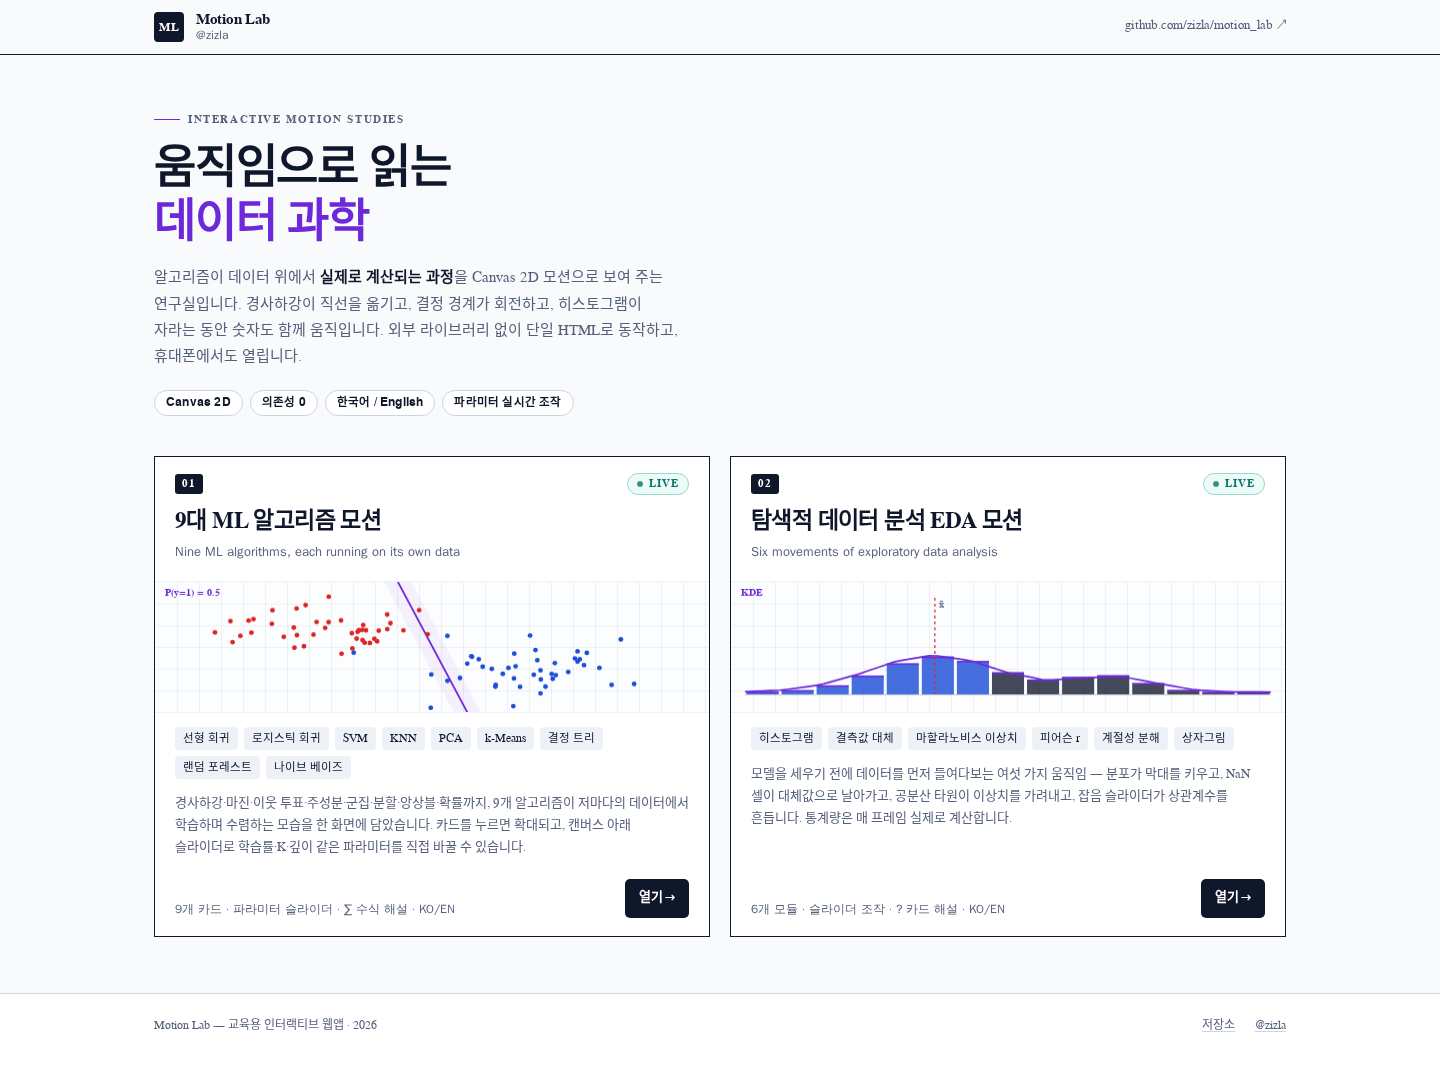 ML
Motion Lab
@zizla
github.com/zizla/motion_lab ↗
INTERACTIVE MOTION STUDIES
움직임으로 읽는
데이터 과학
알고리즘이 데이터 위에서 실제로 계산되는 과정을 Canvas 2D 모션으로 보여 주는
연구실입니다. 경사하강이 직선을 옮기고, 결정 경계가 회전하고, 히스토그램이
자라는 동안 숫자도 함께 움직입니다. 외부 라이브러리 없이 단일 HTML로 동작하고,
휴대폰에서도 열립니다.
Canvas 2D 의존성 0 한국어 / English 파라미터 실시간 조작
01 LIVE
9대 ML 알고리즘 모션
Nine ML algorithms, each running on its own data
P(y=1) = 0.5
선형 회귀 로지스틱 회귀 SVM KNN PCA k-Means 결정 트리
랜덤 포레스트 나이브 베이즈
경사하강·마진·이웃 투표·주성분·군집·분할·앙상블·확률까지, 9개 알고리즘이 저마다의 데이터에서
학습하며 수렴하는 모습을 한 화면에 담았습니다. 카드를 누르면 확대되고, 캔버스 아래
슬라이더로 학습률·K·깊이 같은 파라미터를 직접 바꿀 수 있습니다.
9개 카드 · 파라미터 슬라이더 · ∑ 수식 해설 · KO/EN
열기 →
02 LIVE
탐색적 데이터 분석 EDA 모션
Six movements of exploratory data analysis
KDE
x̄
히스토그램 결측값 대체 마할라노비스 이상치 피어슨 r 계절성 분해 상자그림
모델을 세우기 전에 데이터를 먼저 들여다보는 여섯 가지 움직임 — 분포가 막대를 키우고, NaN
셀이 대체값으로 날아가고, 공분산 타원이 이상치를 가려내고, 잡음 슬라이더가 상관계수를
흔듭니다. 통계량은 매 프레임 실제로 계산합니다.
6개 모듈 · 슬라이더 조작 · ? 카드 해설 · KO/EN
열기 →
Motion Lab — 교육용 인터랙티브 웹앱 · 2026
저장소 @zizla